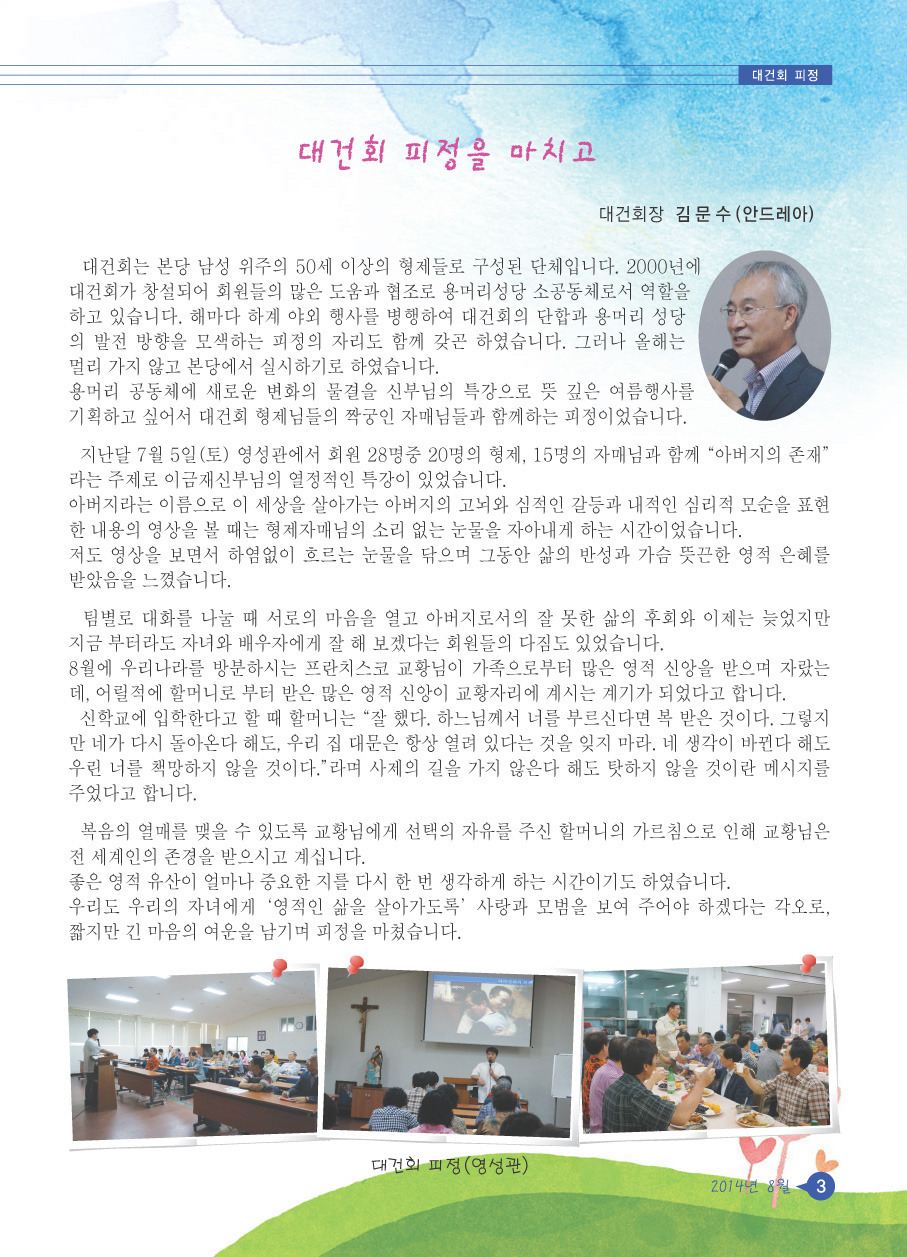 대건회 피정
대건회 피정을 마치고
대건회장 김 문 수 (안드레아)
대건회는 본당 남성 위주의 50세 이상의 형제들로 구성된 단체입니다. 2000년에
대건회가 창설되어 회원들의 많은 도움과 협조로 용머리성당 소공동체로서 역할을
하고 있습니다. 해마다 하계 야외 행사를 병행하여 대건회의 단합과 용머리 성당
의 발전 방향을 모색하는 피정의 자리도 함께 갖곤 하였습니다. 그러나 올해는
멀리 가지 않고 본당에서 실시하기로 하였습니다.
용머리 공동체에 새로운 변화의 물결을 신부님의 특강으로 뜻 깊은 여름행사를
기획하고 싶어서 대건회 형제님들의 짝궁인 자매님들과 함께하는 피정이었습니다.
지난달 7월 5일(토) 영성관에서 회원 28명중 20명의 형제, 15명의 자매님과 함께 “아버지의 존재”
라는 주제로 이금재신부님의 열정적인 특강이 있었습니다.
아버지라는 이름으로 이 세상을 살아가는 아버지의 고뇌와 심적인 갈등과 내적인 심리적 모순을 표현
한 내용의 영상을 볼 때는 형제자매님의 소리 없는 눈물을 자아내게 하는 시간이었습니다.
저도 영상을 보면서 하염없이 흐르는 눈물을 닦으며 그동안 삶의 반성과 가슴 뜻끈한 영적 은혜를
받았음을 느꼈습니다.
팀별로 대화를 나눌 때 서로의 마음을 열고 아버지로서의 잘 못한 삶의 후회와 이제는 늦었지만
지금 부터라도 자녀와 배우자에게 잘 해 보겠다는 회원들의 다짐도 있었습니다.
8월에 우리나라를 방문하시는 프란치스코 교황님이 가족으로부터 많은 영적 신앙을 받으며 자랐는
데, 어릴적에 할머니로 부터 받은 많은 영적 신앙이 교황자리에 계시는 계기가 되었다고 합니다.
신학교에 입학한다고 할 때 할머니는 “잘 했다. 하느님께서 너를 부르신다면 복 받은 것이다. 그렇지
만 네가 다시 돌아온다 해도, 우리 집 대문은 항상 열려 있다는 것을 잊지 마라. 네 생각이 바뀐다 해도
우린 너를 책망하지 않을 것이다.”라며 사제의 길을 가지 않은다 해도 탓하지 않을 것이란 메시지를
주었다고 합니다.
복음의 열매를 맺을 수 있도록 교황님에게 선택의 자유를 주신 할머니의 가르침으로 인해 교황님은
전 세계인의 존경을 받으시고 계십니다.
좋은 영적 유산이 얼마나 중요한 지를 다시 한 번 생각하게 하는 시간이기도 하였습니다.
우리도 우리의 자녀에게 ‘영적인 삶을 살아가도록’ 사랑과 모범을 보여 주어야 하겠다는 각오로,
짧지만 긴 마음의 여운을 남기며 피정을 마쳤습니다.
대건회 피정(영성관)
2014년 8월 3